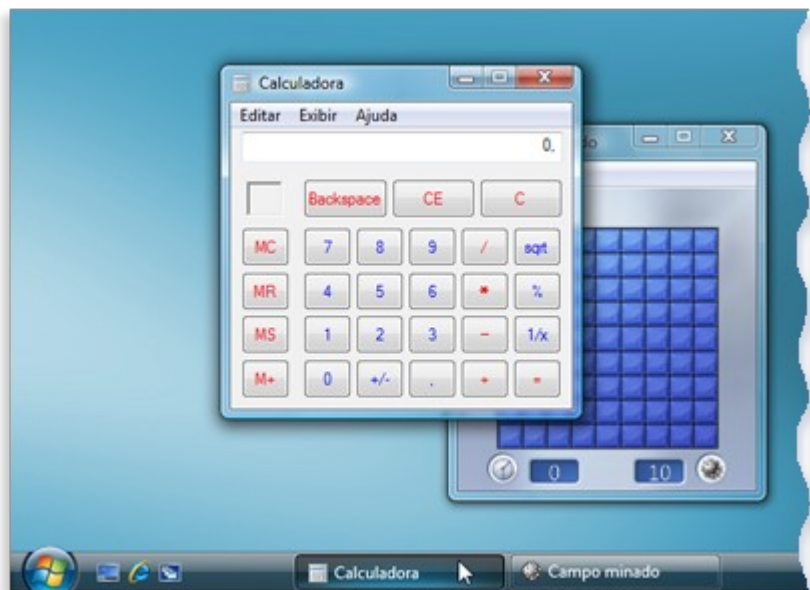 Calculadora
Editar Exibir Ajuda
0.
Backspace CE C
MC 7 8 9 / sqrt
MR 4 5 6 * %
MS 1 2 3 - 1/x
M+ 0 +/- . + =
0 10
Calculadora Campo minado